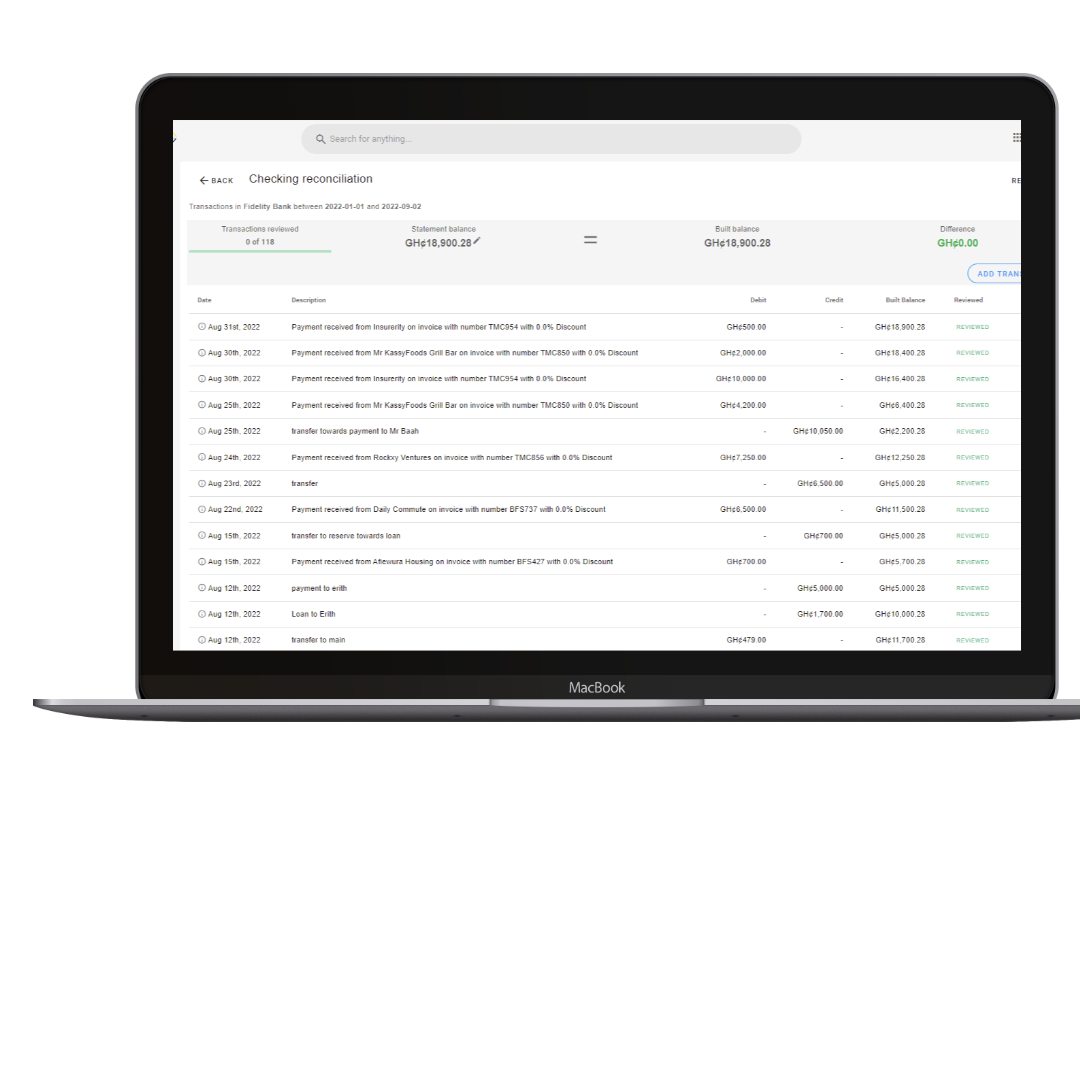 Search for anything...
BACK Checking reconciliation RE
Transactions in Fidelity Bank between 2022-01-01 and 2022-09-02
Transactions reviewed Statement balance Built balance Difference
0 of 118 GH¢18,900.28 = GH¢18,900.28 GH¢0.00
ADD TRAN
Date Description Debit Credit Built Balance Reviewed
Aug 31st, 2022 Payment received from Insurerity on invoice with number TMC954 with 0.0% Discount GH¢500.00 - GH¢18,900.28 REVIEWED
Aug 30th, 2022 Payment received from Mr KassyFoods Grill Bar on invoice with number TMC850 with 0.0% Discount GH¢2,000.00 - GH¢18,400.28 REVIEWED
Aug 30th, 2022 Payment received from Insurerity on invoice with number TMC954 with 0.0% Discount GH¢10,000.00 - GH¢16,400.28 REVIEWED
Aug 25th, 2022 Payment received from Mr KassyFoods Grill Bar on invoice with number TMC850 with 0.0% Discount GH¢4,200.00 - GH¢6,400.28 REVIEWED
Aug 25th, 2022 transfer towards payment to Mr Baah - GH¢10,050.00 GH¢2,200.28 REVIEWED
Aug 24th, 2022 Payment received from Rockxy Ventures on invoice with number TMC856 with 0.0% Discount GH¢7,250.00 - GH¢12,250.28 REVIEWED
Aug 23rd, 2022 transfer - GH¢6,500.00 GH¢5,000.28 REVIEWED
Aug 22nd, 2022 Payment received from Daily Commute on invoice with number BFS737 with 0.0% Discount GH¢6,500.00 - GH¢11,500.28 REVIEWED
Aug 15th, 2022 transfer to reserve towards loan - GH¢700.00 GH¢5,000.28 REVIEWED
Aug 15th, 2022 Payment received from Aflewura Housing on invoice with number BFS427 with 0.0% Discount GH¢700.00 - GH¢5,700.28 REVIEWED
Aug 12th, 2022 payment to erith - GH¢5,000.00 GH¢5,000.28 REVIEWED
Aug 12th, 2022 Loan to Erith - GH¢1,700.00 GH¢10,000.28 REVIEWED
Aug 12th, 2022 transfer to main GH¢479.00 - GH¢11,700.28 REVIEWED
MacBook